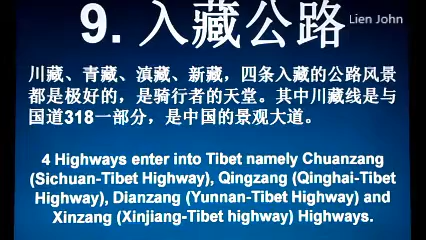 Lien John
9. 入藏公路
川藏、青藏、滇藏、新藏，四条入藏的公路风景
都是极好的，是骑行者的天堂。其中川藏线是与
国道318一部分，是中国的景观大道。
4 Highways enter into Tibet namely Chuanzang
(Sichuan-Tibet Highway), Qingzang (Qinghai-Tibet
Highway), Dianzang (Yunnan-Tibet Highway) and
Xinzang (Xinjiang-Tibet highway) Highways.